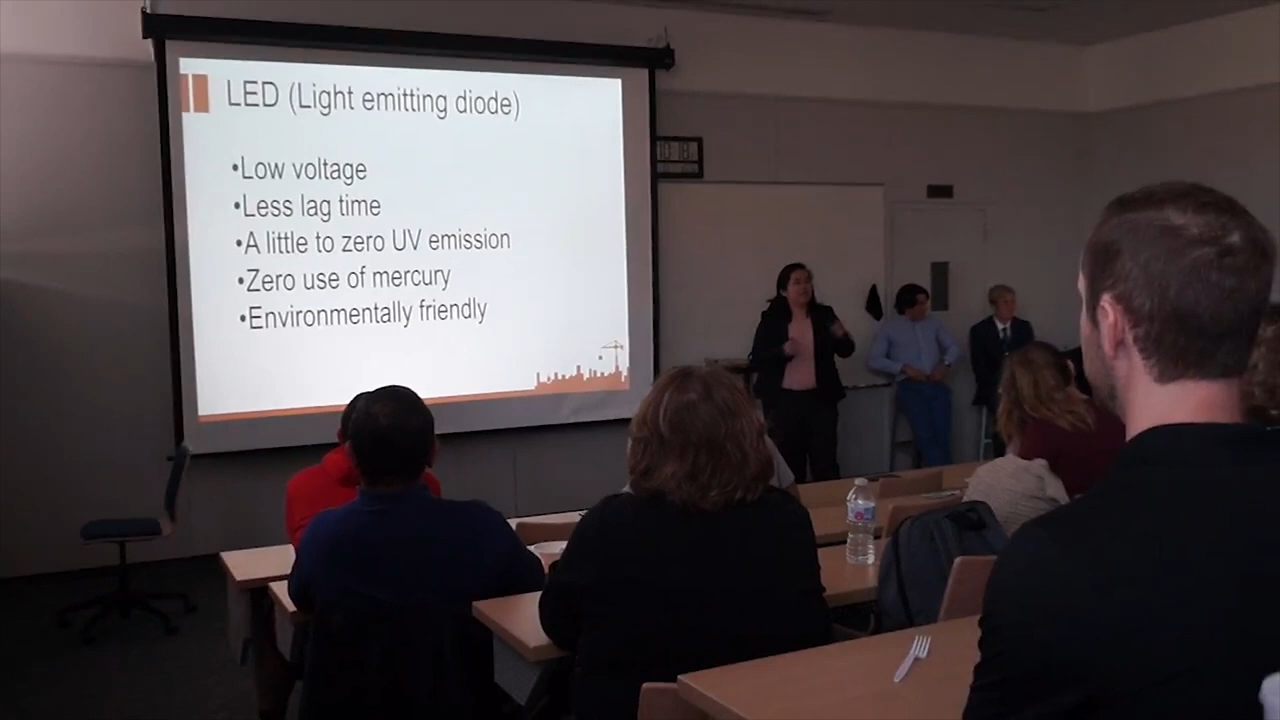 LED (Light emitting diode)
•Low voltage
•Less lag time
•A little to zero UV emission
•Zero use of mercury
•Environmentally friendly